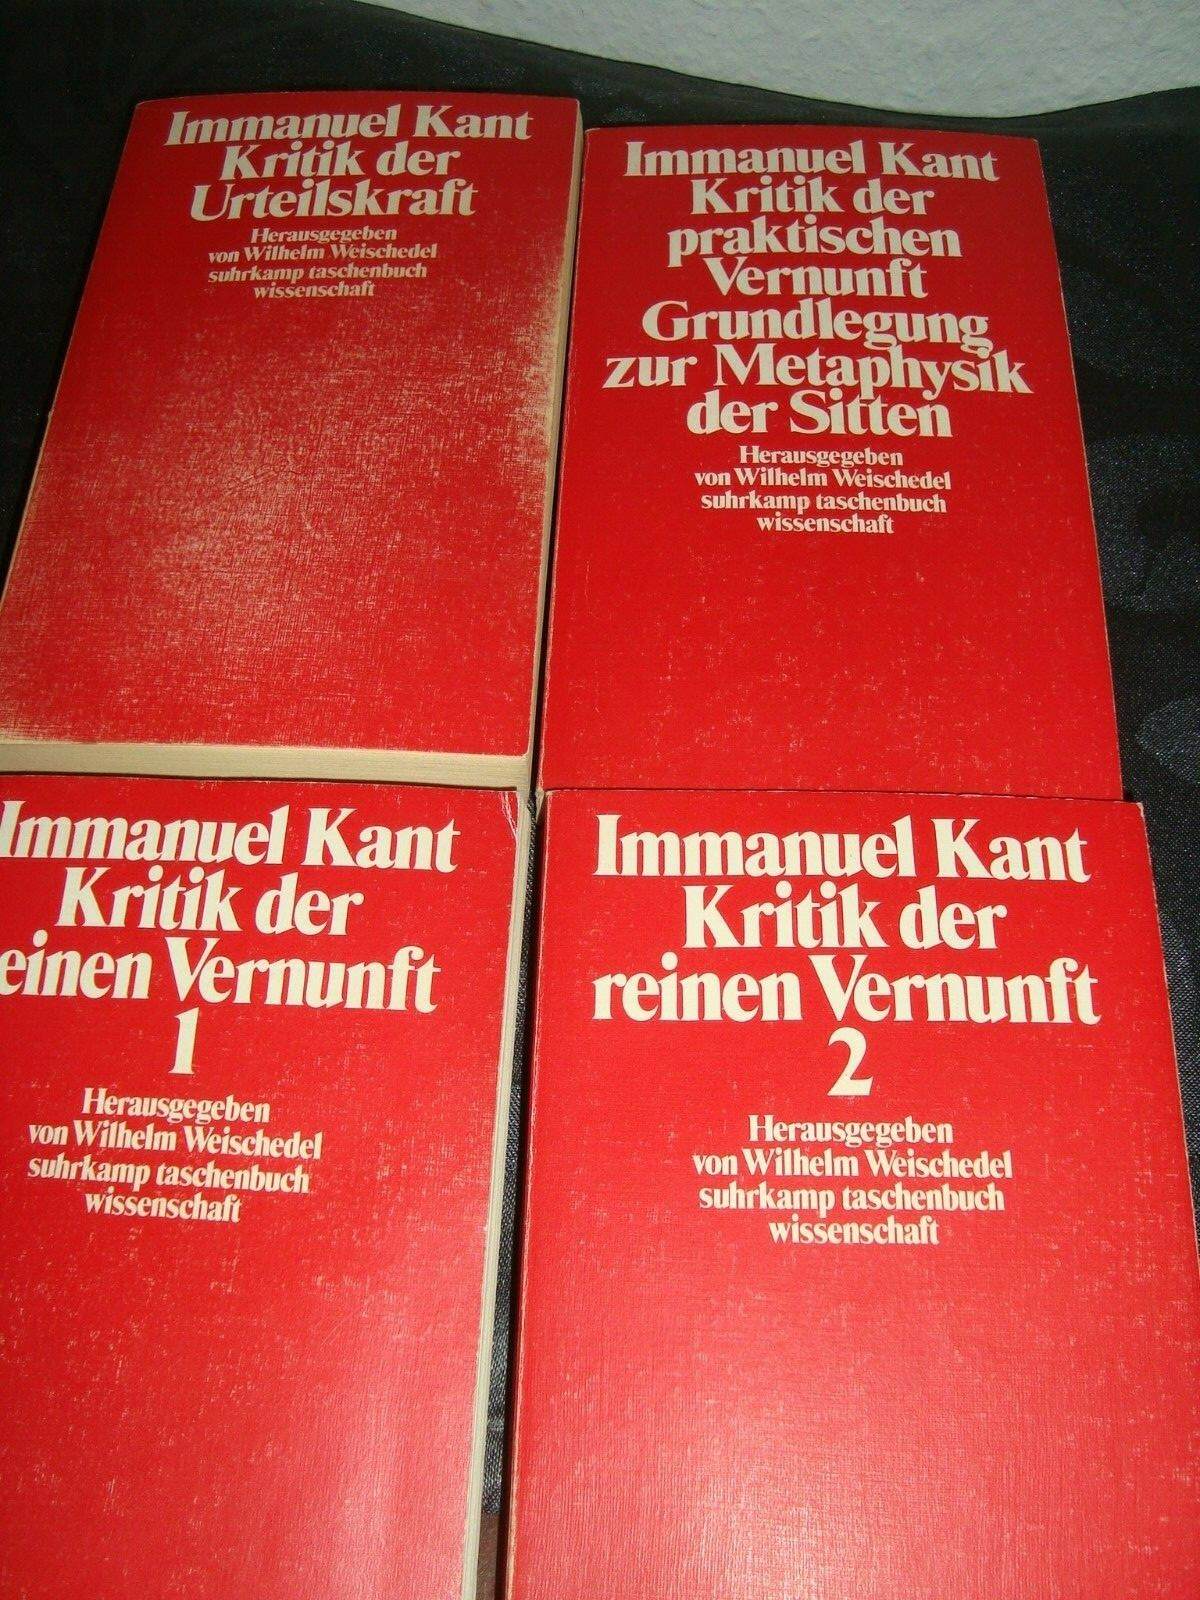 Immanuel Kant
Kritik der
Urteilskraft
Herausgegeben
von Wilhelm Weischedel
suhrkamp taschenbuch
wissenschaft
Immanuel Kant
Kritik der
praktischen
Vernunft
Grundlegung
zur Metaphysik
der Sitten
Herausgegeben
von Wilhelm Weischedel
suhrkamp taschenbuch
wissenschaft
Immanuel Kant
Kritik der
einen Vernunft
1
Herausgegeben
von Wilhelm Weischedel
suhrkamp taschenbuch
wissenschaft
Immanuel Kant
Kritik der
reinen Vernunft
2
Herausgegeben
von Wilhelm Weischedel
suhrkamp taschenbuch
wissenschaft